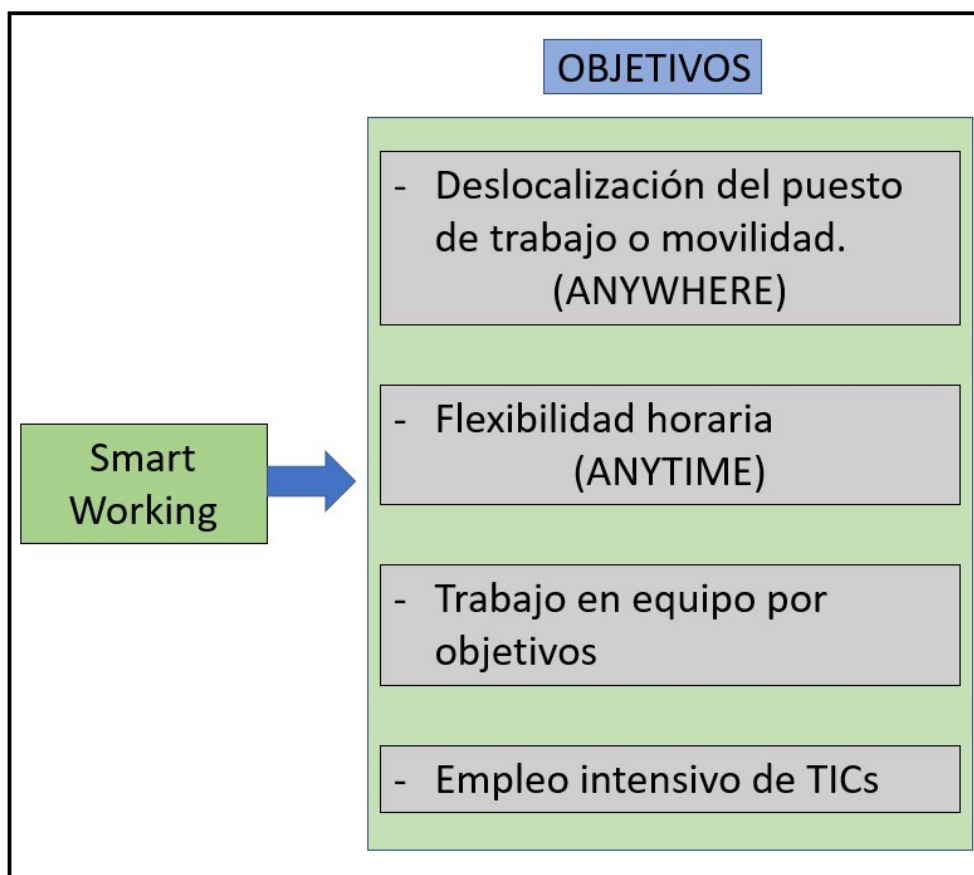 OBJETIVOS
- Deslocalización del puesto
de trabajo o movilidad.
(ANYWHERE)
- Flexibilidad horaria
(ANYTIME)
Smart
Working
- Trabajo en equipo por
objetivos
- Empleo intensivo de TICs